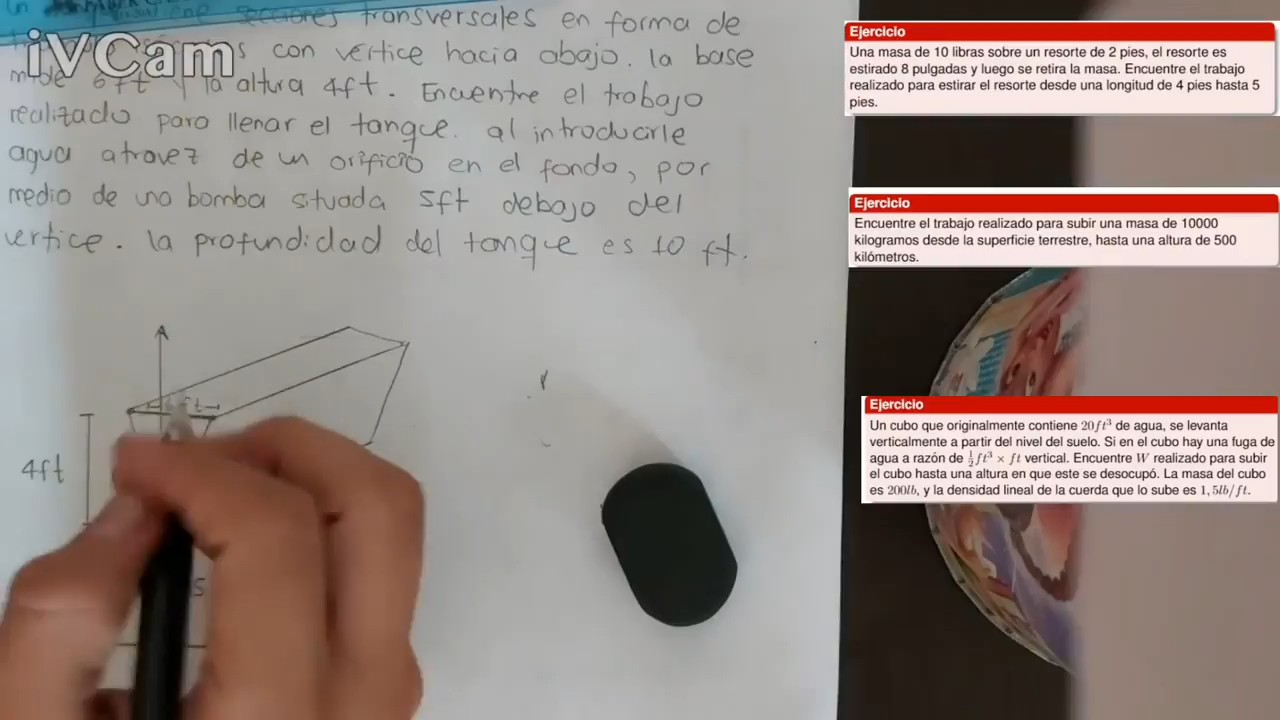 un secciones transversales en forma de
con vertice hacia abajo. la base
mide 6ft y la altura 4ft. Encuentre el trabajo
realizado para llenar el tanque. al introducirle
agua atravez de un orificio en el fondo, por
medio de una bomba situada 5ft debajo del
vertice. la profundidad del tanque es 10 ft.
iVCam
4ft
5
Ejercicio
Una masa de 10 libras sobre un resorte de 2 pies, el resorte es
estirado 8 pulgadas y luego se retira la masa. Encuentre el trabajo
realizado para estirar el resorte desde una longitud de 4 pies hasta 5
pies.
Ejercicio
Encuentre el trabajo realizado para subir una masa de 10000
kilogramos desde la superficie terrestre, hasta una altura de 500
kilómetros.
Ejercicio
Un cubo que originalmente contiene 20ft³ de agua, se levanta
verticalmente a partir del nivel del suelo. Si en el cubo hay una fuga de
agua a razón de ½ft³ × ft vertical. Encuentre W realizado para subir
el cubo hasta una altura en que este se desocupó. La masa del cubo
es 200lb, y la densidad lineal de la cuerda que lo sube es 1,5lb/ft.